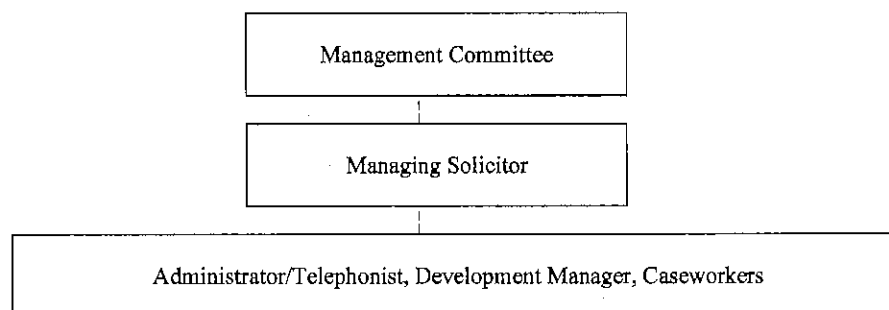 Management Committee
Managing Solicitor
Administrator/Telephonist, Development Manager, Caseworkers